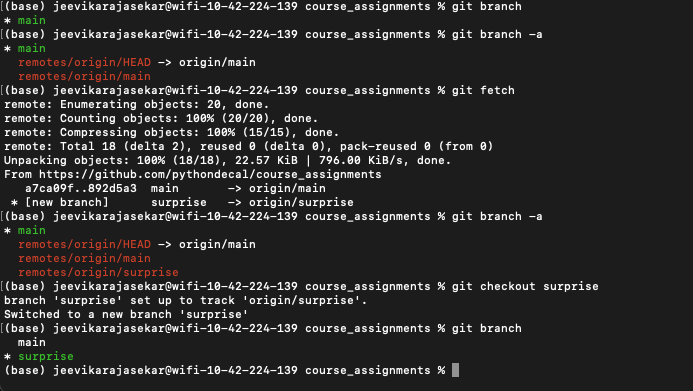 [(base) jeevikarajasekar@wifi-10-42-224-139 course_assignments % git branch
* main
[(base) jeevikarajasekar@wifi-10-42-224-139 course_assignments % git branch -a
* main
  remotes/origin/HEAD -> origin/main
  remotes/origin/main
[(base) jeevikarajasekar@wifi-10-42-224-139 course_assignments % git fetch
remote: Enumerating objects: 20, done.
remote: Counting objects: 100% (20/20), done.
remote: Compressing objects: 100% (15/15), done.
remote: Total 18 (delta 2), reused 0 (delta 0), pack-reused 0 (from 0)
Unpacking objects: 100% (18/18), 22.57 KiB | 796.00 KiB/s, done.
From https://github.com/pythondecal/course_assignments
   a7ca09f..892d5a3  main       -> origin/main
 * [new branch]      surprise   -> origin/surprise
[(base) jeevikarajasekar@wifi-10-42-224-139 course_assignments % git branch -a
* main
  remotes/origin/HEAD -> origin/main
  remotes/origin/main
  remotes/origin/surprise
[(base) jeevikarajasekar@wifi-10-42-224-139 course_assignments % git checkout surprise
branch 'surprise' set up to track 'origin/surprise'.
Switched to a new branch 'surprise'
[(base) jeevikarajasekar@wifi-10-42-224-139 course_assignments % git branch
  main
* surprise
(base) jeevikarajasekar@wifi-10-42-224-139 course_assignments %